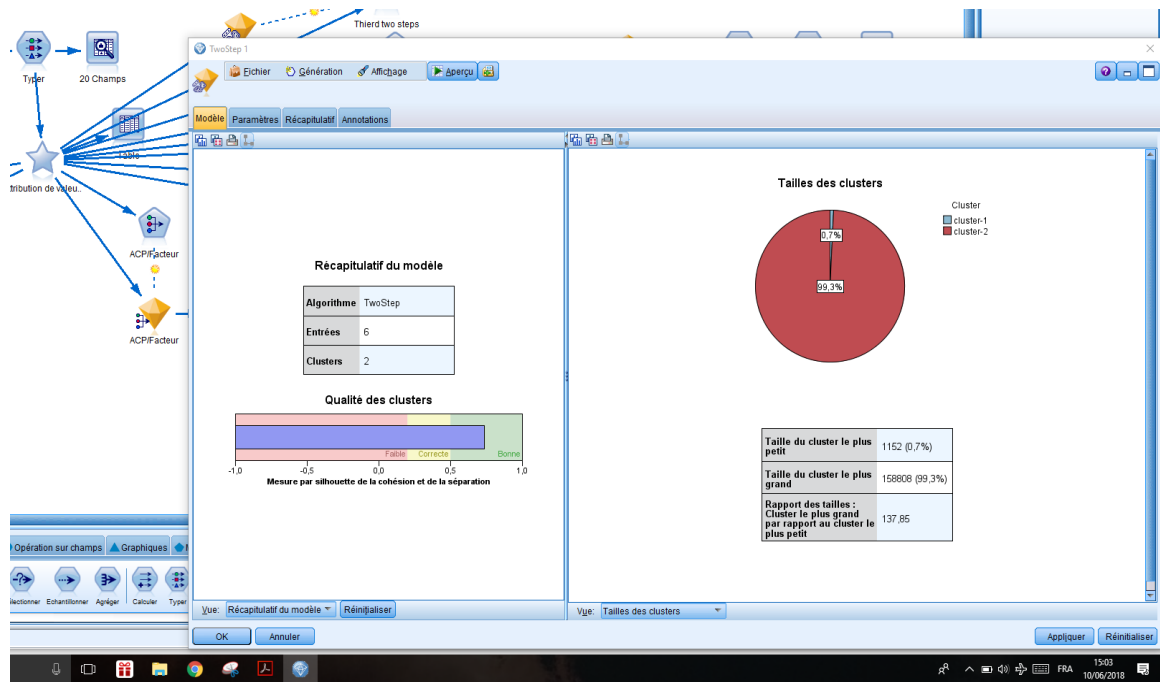 Thierd two steps
Typer
20 Champs
Table
tribution de valeu..
ACP/Facteur
ACP/Facteur
TwoStep 1
Fichier Génération Affichage Aperçu
Modèle Paramètres Récapitulatif Annotations
Récapitulatif du modèle
Algorithme TwoStep
Entrées 6
Clusters 2
Qualité des clusters
Faible Correcte Bonne
-1,0 -0,5 0,0 0,5 1,0
Mesure par silhouette de la cohésion et de la séparation
Vue: Récapitulatif du modèle Réinitialiser
Tailles des clusters
Cluster
cluster-1
cluster-2
0,7%
99,3%
Taille du cluster le plus
petit
1152 (0,7%)
Taille du cluster le plus
grand
158808 (99,3%)
Rapport des tailles :
Cluster le plus grand
par rapport au cluster le
plus petit
137,85
Vue: Tailles des clusters
OK Annuler
Appliquer Réinitialiser
Opération sur champs Graphiques
Echantillonner Agréger Calculer Typer
FRA
15:03
10/06/2018